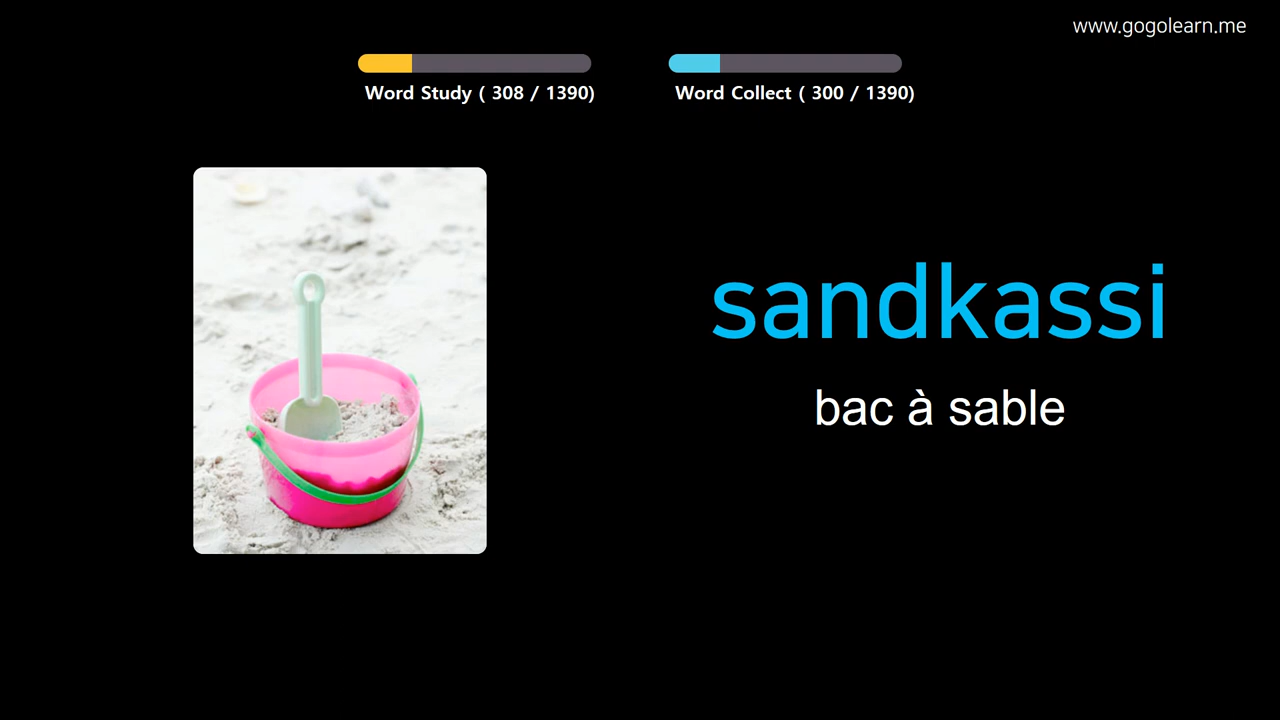 www.gogolearn.me
Word Study ( 308 / 1390)
Word Collect ( 300 / 1390)
sandkassi
bac à sable